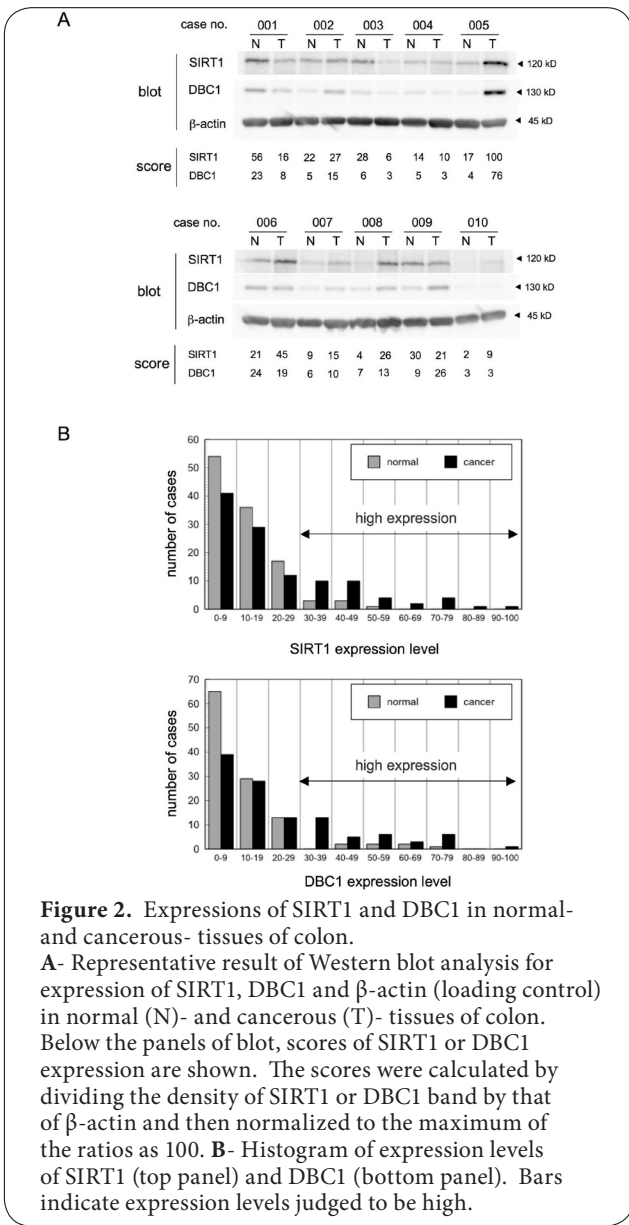 A
case no. 001 002 003 004 005
N T N T N T N T N T
SIRT1 ◄ 120 kD
blot
DBC1 ◄ 130 kD
β-actin ◄ 45 kD
score
SIRT1 56 16 22 27 28 6 14 10 17 100
DBC1 23 8 5 15 6 3 5 3 4 76
case no. 006 007 008 009 010
N T N T N T N T N T
SIRT1 ◄ 120 kD
blot
DBC1 ◄ 130 kD
β-actin ◄ 45 kD
score
SIRT1 21 45 9 15 4 26 30 21 2 9
DBC1 24 19 6 10 7 13 9 26 3 3
B
number of cases
60
50
40
30
20
10
0
normal cancer
high expression
0-9 10-19 20-29 30-39 40-49 50-59 60-69 70-79 80-89 90-100
SIRT1 expression level
number of cases
70
60
50
40
30
20
10
0
normal cancer
high expression
0-9 10-19 20-29 30-39 40-49 50-59 60-69 70-79 80-89 90-100
DBC1 expression level
Figure 2. Expressions of SIRT1 and DBC1 in normal-
and cancerous- tissues of colon.
A- Representative result of Western blot analysis for
expression of SIRT1, DBC1 and β-actin (loading control)
in normal (N)- and cancerous (T)- tissues of colon.
Below the panels of blot, scores of SIRT1 or DBC1
expression are shown. The scores were calculated by
dividing the density of SIRT1 or DBC1 band by that
of β-actin and then normalized to the maximum of
the ratios as 100. B- Histogram of expression levels
of SIRT1 (top panel) and DBC1 (bottom panel). Bars
indicate expression levels judged to be high.